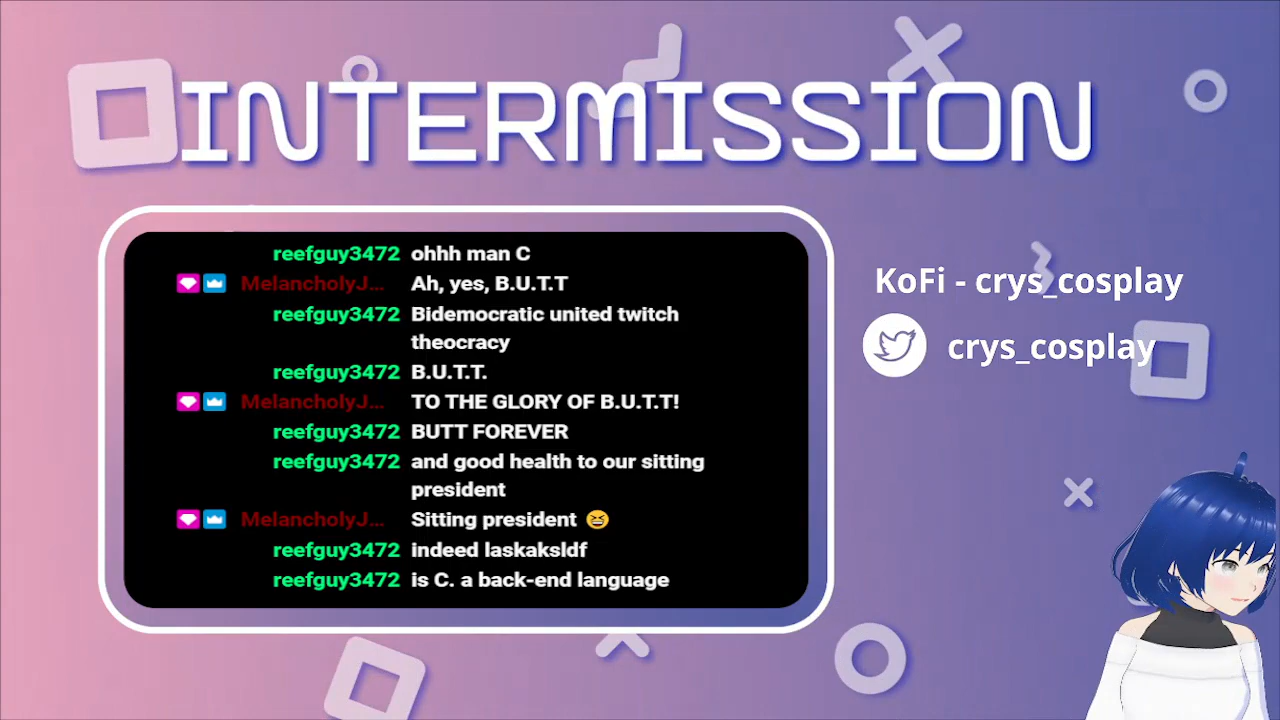 INTERMISSION
reefguy3472 ohhh man C
MelancholyJ... Ah, yes, B.U.T.T
reefguy3472 Bidemocratic united twitch
theocracy
reefguy3472 B.U.T.T.
MelancholyJ... TO THE GLORY OF B.U.T.T!
reefguy3472 BUTT FOREVER
reefguy3472 and good health to our sitting
president
MelancholyJ... Sitting president 😆
reefguy3472 indeed laskaksldf
reefguy3472 is C. a back-end language
KoFi - crys_cosplay
crys_cosplay